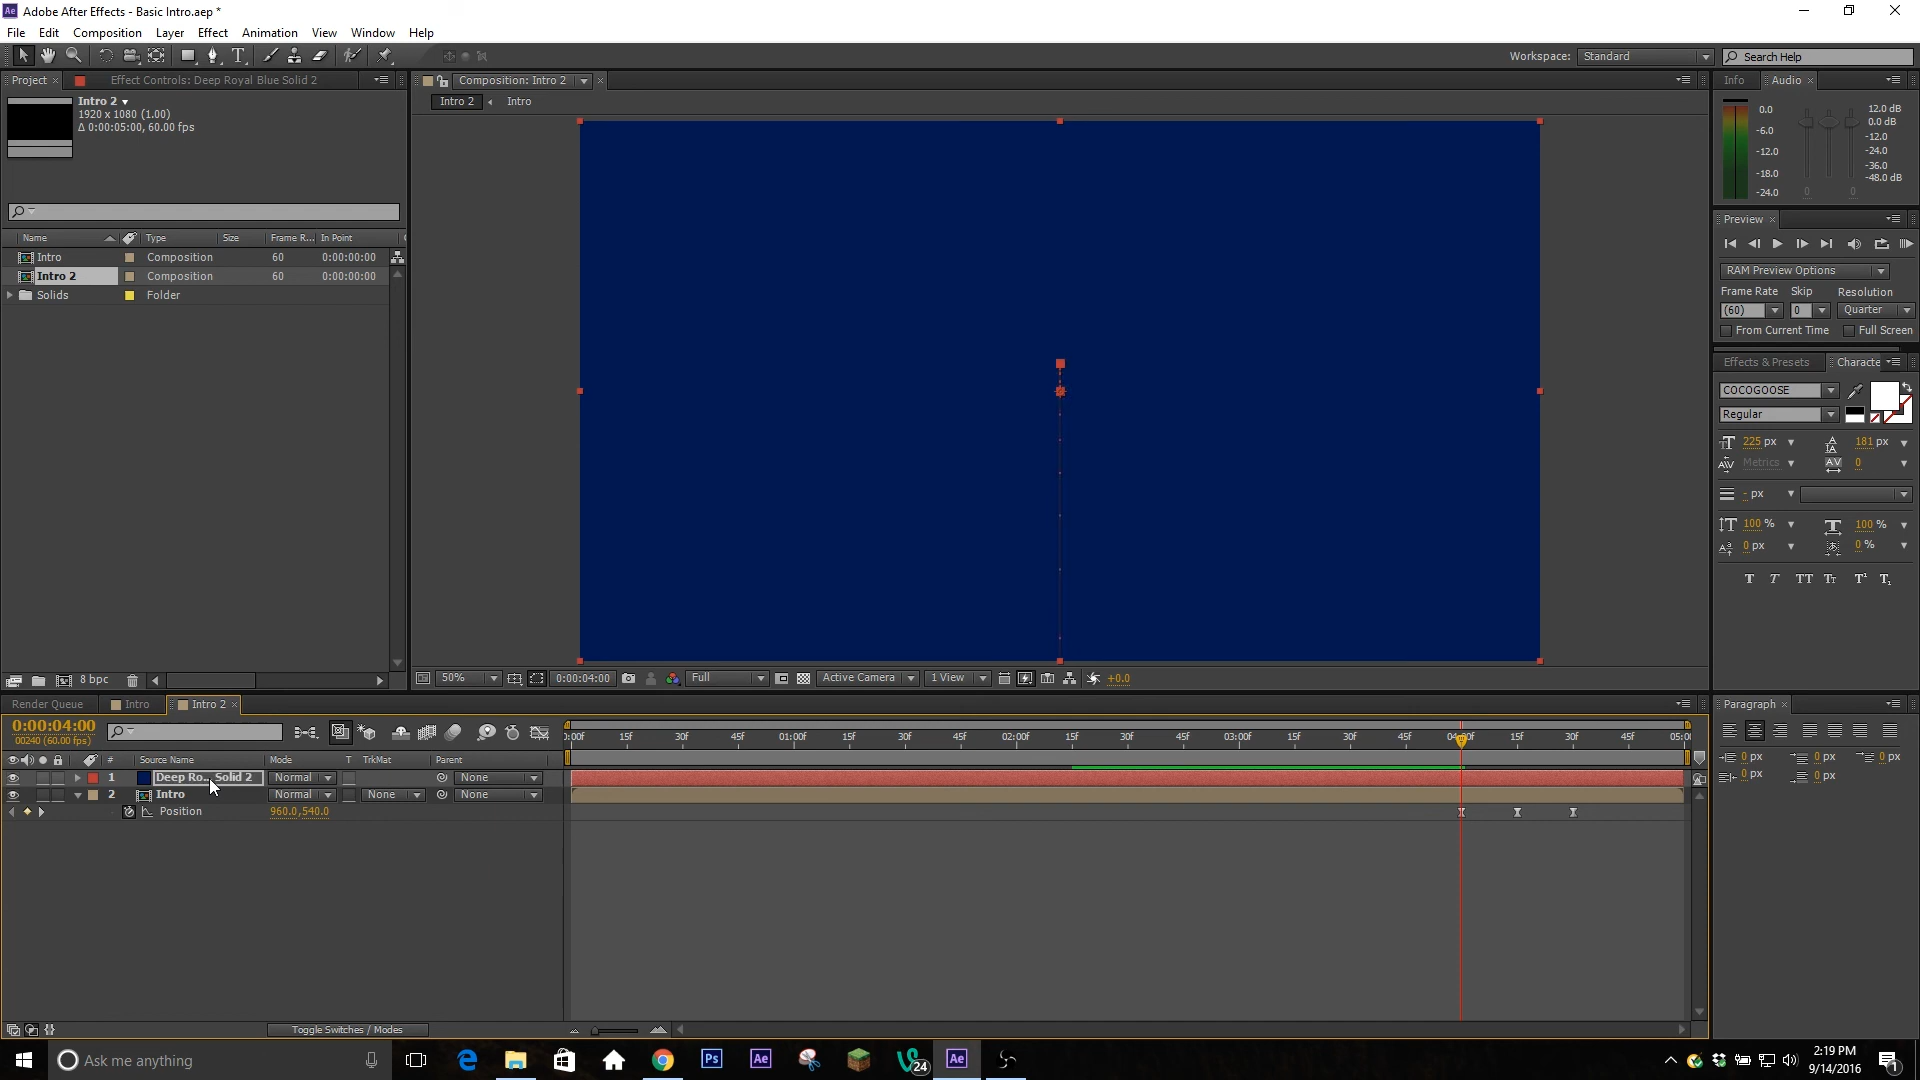 Adobe After Effects - Basic Intro.aep *
File Edit Composition Layer Effect Animation View Window Help
Workspace: Standard Search Help
Project Effect Controls: Deep Royal Blue Solid 2
Composition: Intro 2
Info Audio
Intro 2
1920 x 1080 (1.00)
Δ 0:00:05:00, 60.00 fps
Intro 2 Intro
0.0 12.0 dB
0.0 dB
-6.0 -12.0
-12.0 -24.0
-36.0
-18.0 -48.0 dB
-24.0 0 0
Preview
RAM Preview Options
Frame Rate Skip Resolution
(60) 0 Quarter
From Current Time Full Screen
Name Type Size Frame R... In Point
Intro Composition 60 0:00:00:00
Intro 2 Composition 60 0:00:00:00
Solids Folder
Effects & Presets Characte
COCOGOOSE
Regular
225 px 181 px
Metrics 0
- px
100 % 100 %
0 px 0 %
T T TT Tt T¹ T₁
8 bpc
50% 0:00:04:00 Full Active Camera 1 View +0.0
Render Queue Intro Intro 2
Paragraph
0 px 0 px 0 px
0 px 0 px
0:00:04:00
00240 (60.00 fps)
):00f 15f 30f 45f 01:00f 15f 30f 45f 02:00f 15f 30f 45f 03:00f 15f 30f 45f 04:00f 15f 30f 45f 05:00
# Source Name Mode T TrkMat Parent
1 Deep Ro... Solid 2 Normal None
2 Intro Normal None None
Position 960.0,540.0
Toggle Switches / Modes
Ask me anything
Ps Ae 24 Ae
2:19 PM
9/14/2016
1